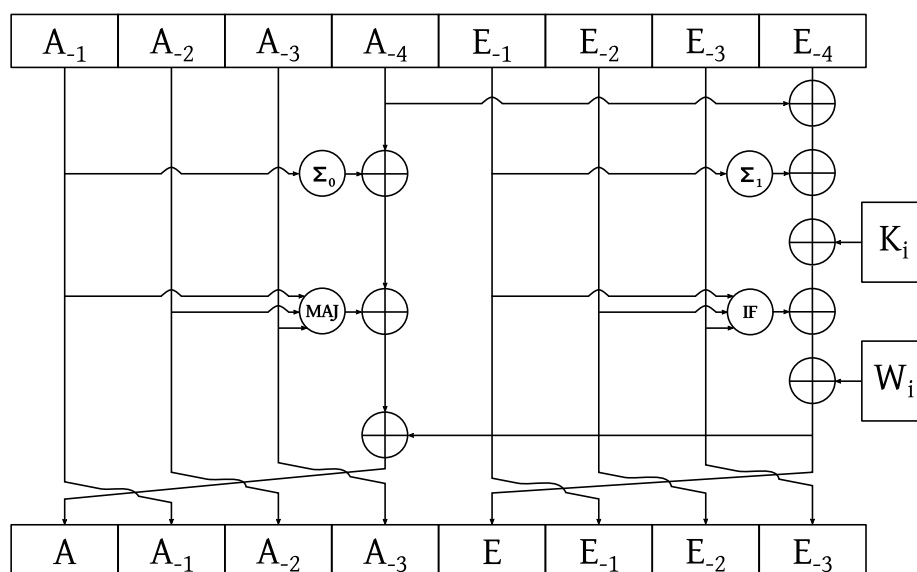 A₋₁ A₋₂ A₋₃ A₋₄ E₋₁ E₋₂ E₋₃ E₋₄
Σ₀ Σ₁
Kᵢ
MAJ IF
Wᵢ
A A₋₁ A₋₂ A₋₃ E E₋₁ E₋₂ E₋₃